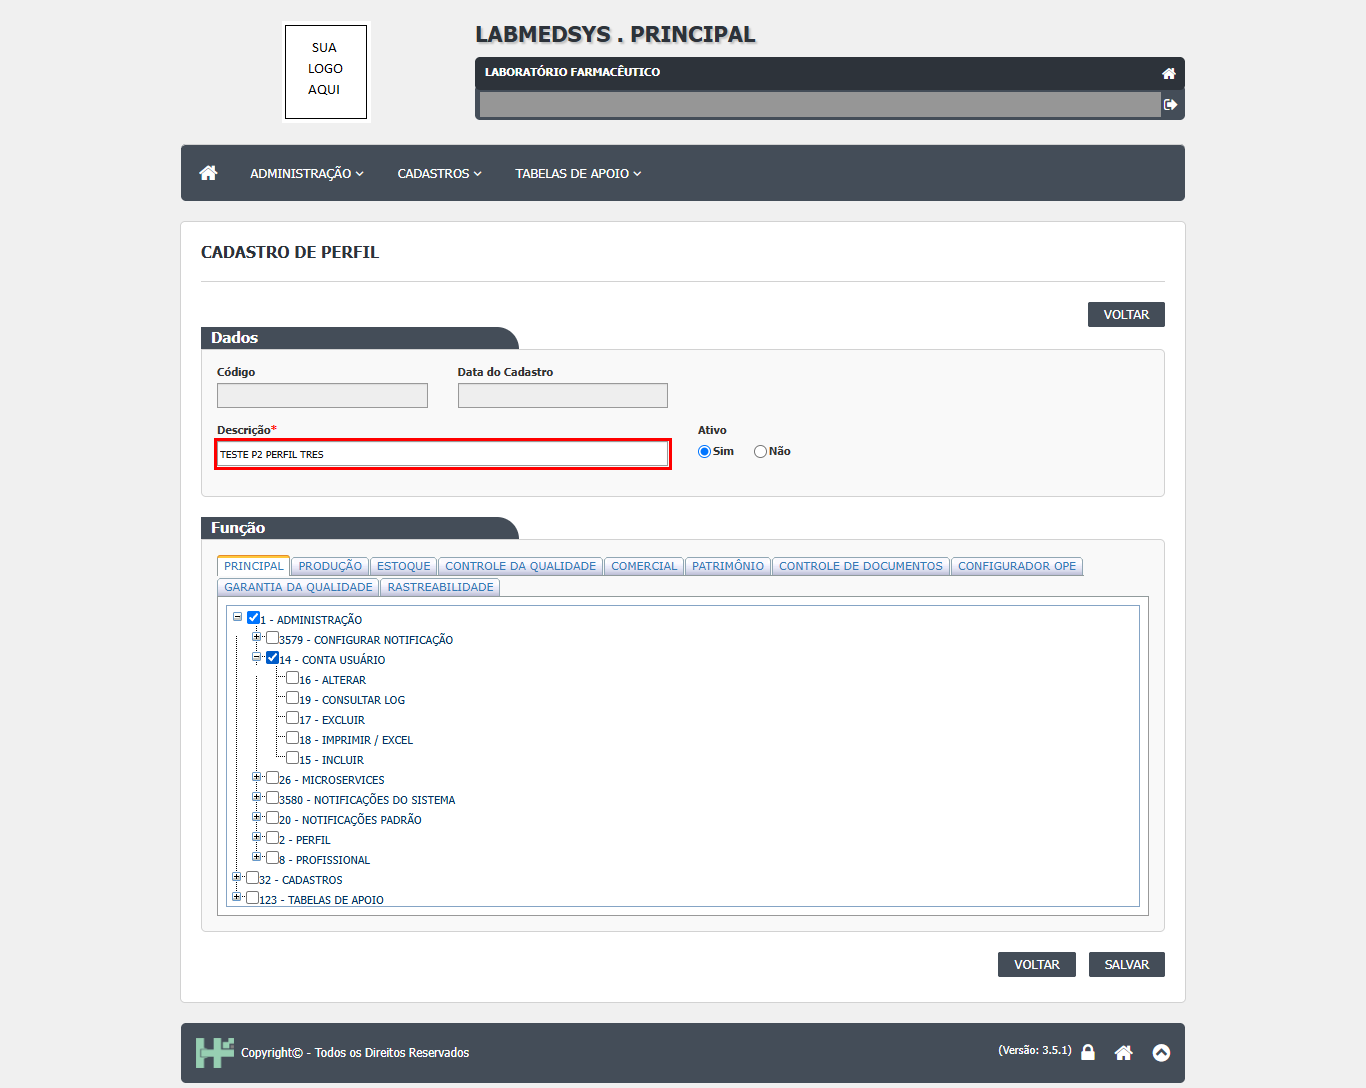 SUA
LOGO
AQUI
LABMEDSYS . PRINCIPAL
LABORATÓRIO FARMACÊUTICO
ADMINISTRAÇÃO CADASTROS TABELAS DE APOIO
CADASTRO DE PERFIL
VOLTAR
Dados
Código Data do Cadastro
Descrição* Ativo
TESTE P2 PERFIL TRES Sim Não
Função
PRINCIPAL PRODUÇÃO ESTOQUE CONTROLE DA QUALIDADE COMERCIAL PATRIMÔNIO CONTROLE DE DOCUMENTOS CONFIGURADOR OPE
GARANTIA DA QUALIDADE RASTREABILIDADE
1 - ADMINISTRAÇÃO
3579 - CONFIGURAR NOTIFICAÇÃO
14 - CONTA USUÁRIO
16 - ALTERAR
19 - CONSULTAR LOG
17 - EXCLUIR
18 - IMPRIMIR / EXCEL
15 - INCLUIR
26 - MICROSERVICES
3580 - NOTIFICAÇÕES DO SISTEMA
20 - NOTIFICAÇÕES PADRÃO
2 - PERFIL
8 - PROFISSIONAL
32 - CADASTROS
123 - TABELAS DE APOIO
VOLTAR SALVAR
Copyright© - Todos os Direitos Reservados (Versão: 3.5.1)